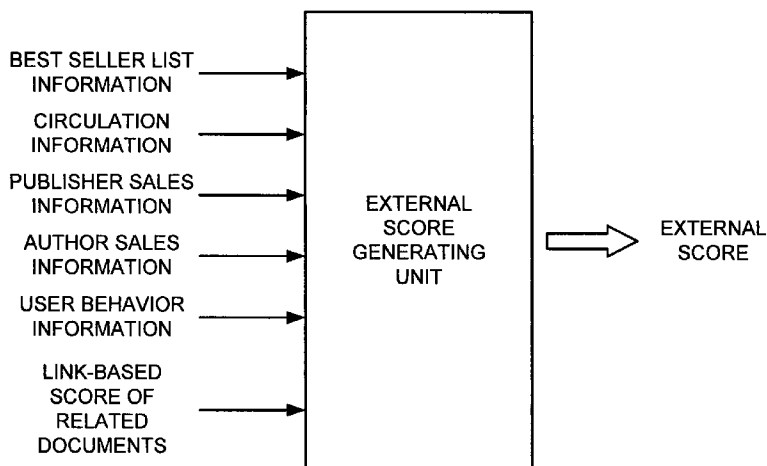 BEST SELLER LIST
INFORMATION
CIRCULATION
INFORMATION
PUBLISHER SALES
INFORMATION
AUTHOR SALES
INFORMATION
USER BEHAVIOR
INFORMATION
LINK-BASED
SCORE OF
RELATED
DOCUMENTS
EXTERNAL
SCORE
GENERATING
UNIT
EXTERNAL
SCORE